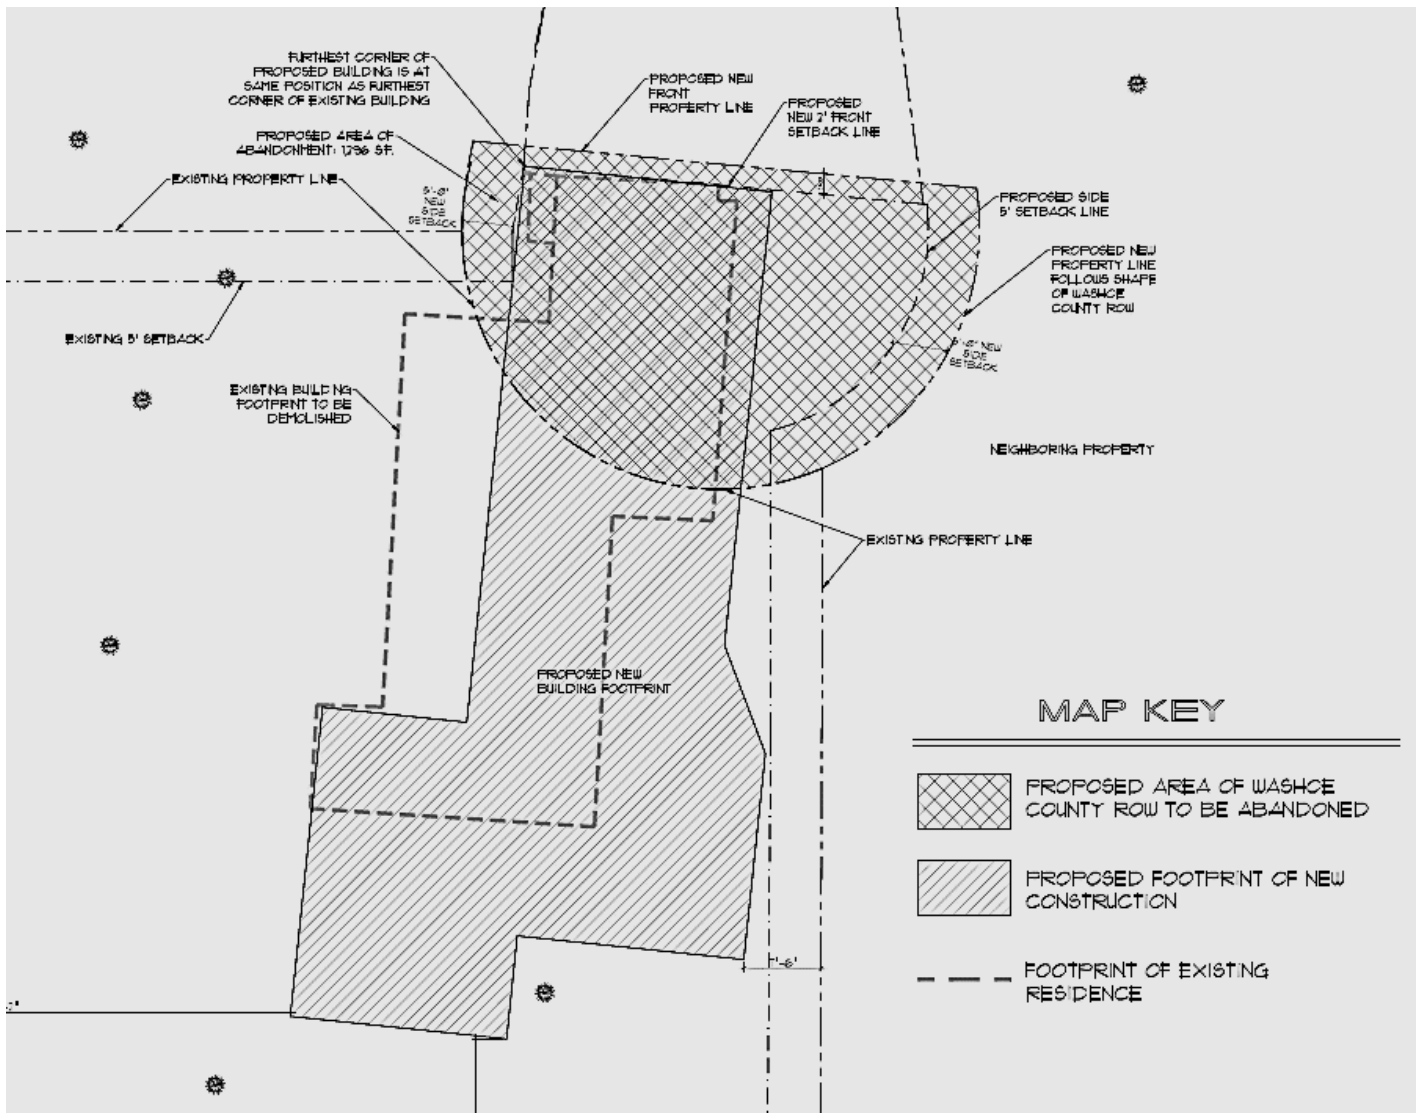 FURTHEST CORNER OF
PROPOSED BUILDING IS AT
SAME POSITION AS FURTHEST
CORNER OF EXISTING BUILDING
PROPOSED NEW
FRONT
PROPERTY LINE
PROPOSED
NEW 2' FRONT
SETBACK LINE
PROPOSED AREA OF
ABANDONMENT: 1,296 SF.
EXISTING PROPERTY LINE
NEW
SIDE
SETBACK
PROPOSED SIDE
5' SETBACK LINE
PROPOSED NEW
PROPERTY LINE
FOLLOWS SHAPE
OF WASHOE
COUNTY ROW
EXISTING 5' SETBACK
NEW
SIDE
SETBACK
EXISTING BUILDING
FOOTPRINT TO BE
DEMOLISHED
NEIGHBORING PROPERTY
EXISTING PROPERTY LINE
PROPOSED NEW
BUILDING FOOTPRINT
MAP KEY
PROPOSED AREA OF WASHOE
COUNTY ROW TO BE ABANDONED
PROPOSED FOOTPRINT OF NEW
CONSTRUCTION
FOOTPRINT OF EXISTING
RESIDENCE